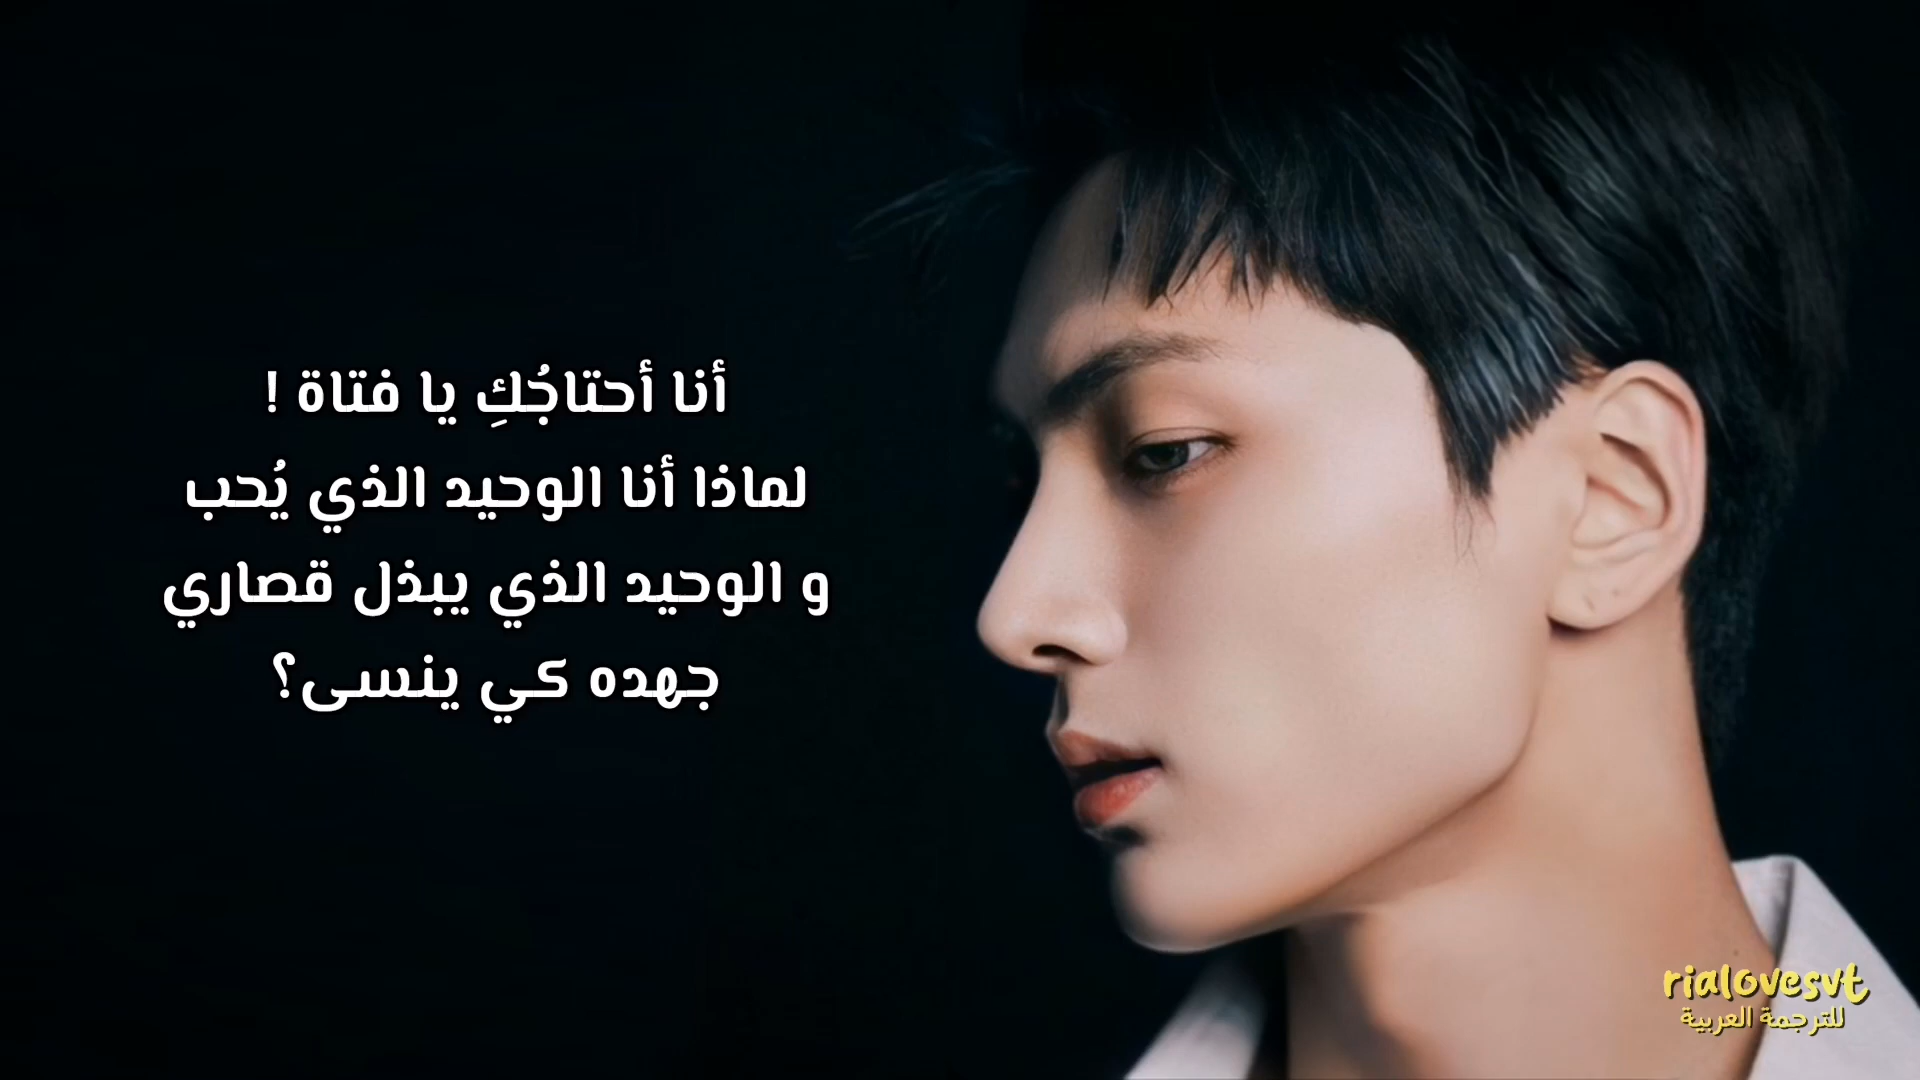 أنا أحتاجُكِ يا فتاة !
لماذا أنا الوحيد الذي يُحب
و الوحيد الذي يبذل قصاري
جهده كي ينسى؟
rialovesvt
للترجمة العربية